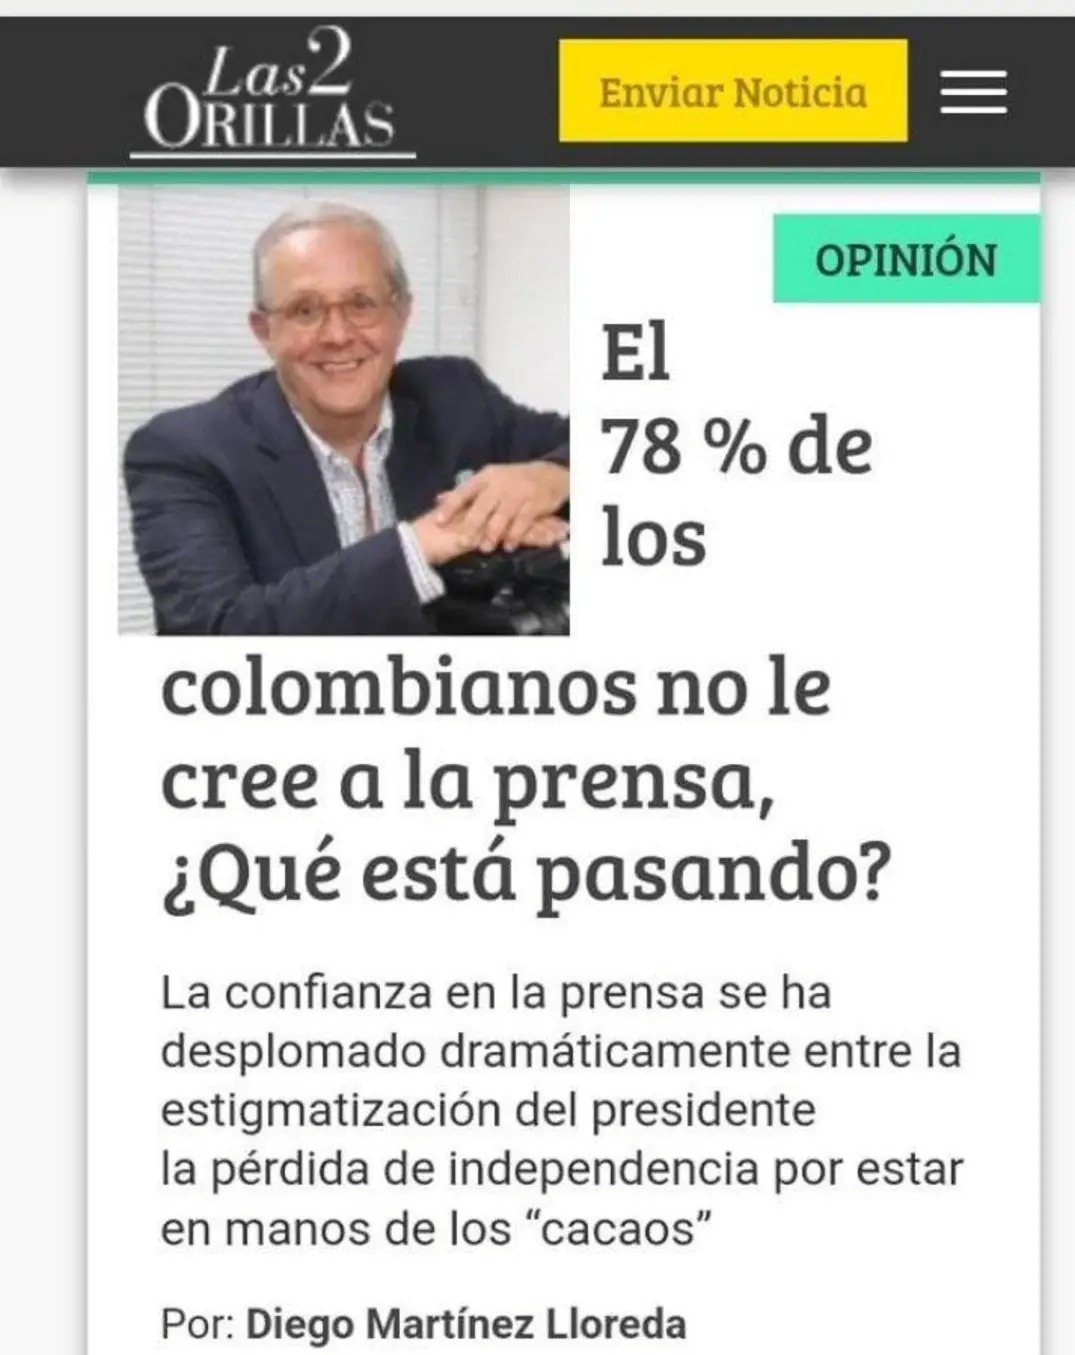 Las2
ORILLAS
Enviar Noticia
OPINIÓN
El
78 % de
los
colombianos no le
cree a la prensa,
¿Qué está pasando?
La confianza en la prensa se ha
desplomado dramáticamente entre la
estigmatización del presidente
la pérdida de independencia por estar
en manos de los “cacaos”
Por: Diego Martínez Lloreda